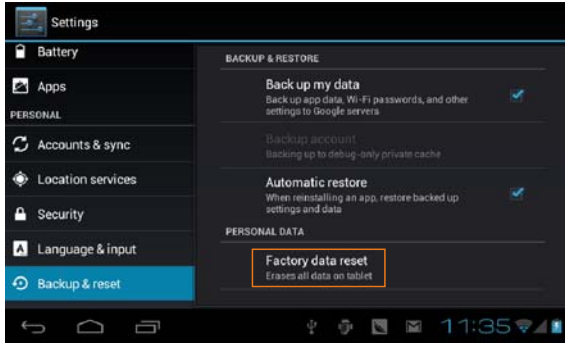 Settings
Battery
Apps
PERSONAL
Accounts & sync
Location services
Security
Language & input
A
Backup & reset
BACKUP & RESTORE
Back up my data
Back up app data, Wi-Fi passwords, and other
settings to Google servers
Backup account
Backing up to debug-only private cache
Automatic restore
When reinstalling an app, restore backed up
settings and data
PERSONAL DATA
Factory data reset
Erases all data on tablet
11:35